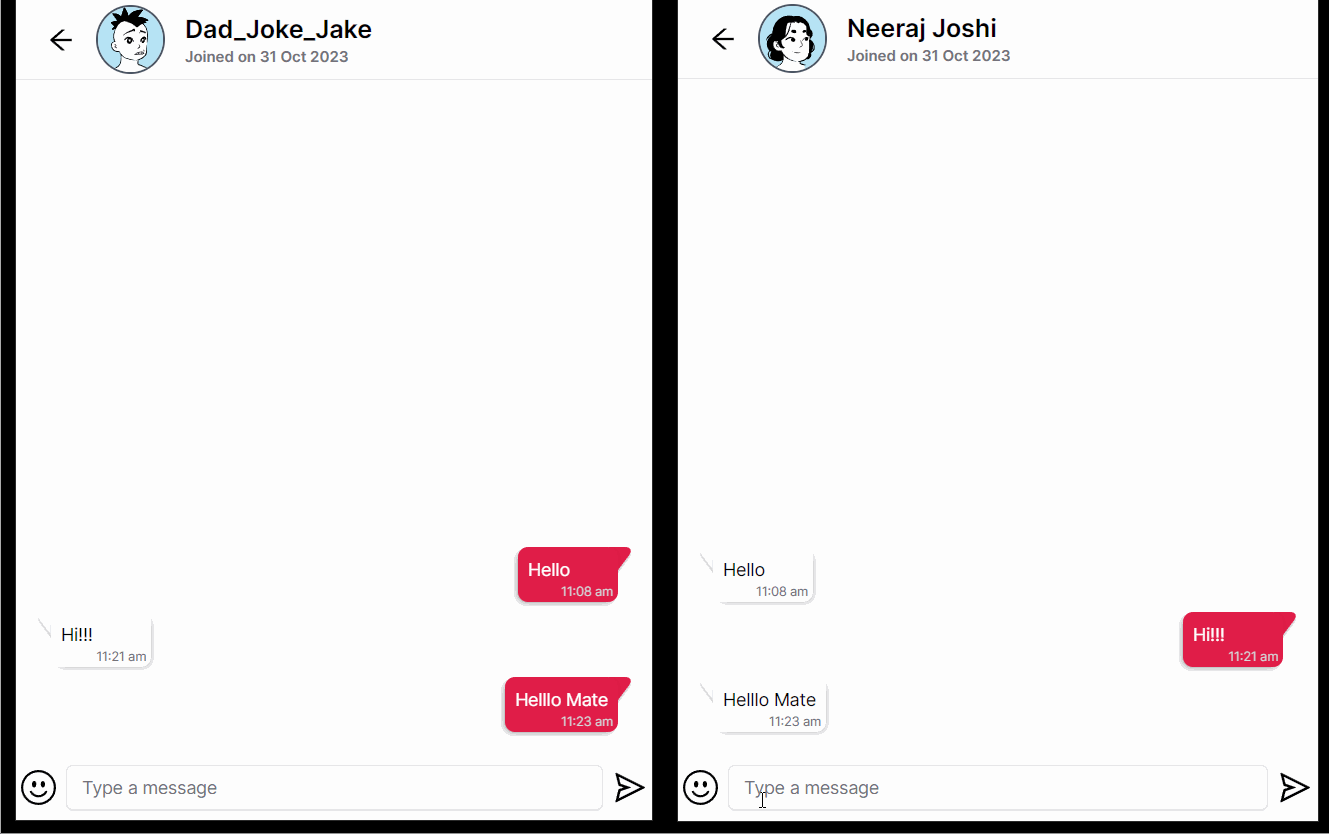 Dad_Joke_Jake
Joined on 31 Oct 2023
Hello
11:08 am
Hi!!!
11:21 am
Helllo Mate
11:23 am
Type a message
Neeraj Joshi
Joined on 31 Oct 2023
Hello
11:08 am
Hi!!!
11:21 am
Helllo Mate
11:23 am
Type a message